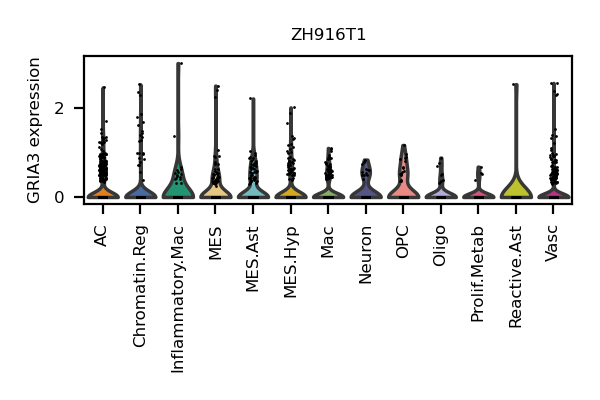 ZH916T1
GRIA3 expression
2
0
AC
Chromatin.Reg
Inflammatory.Mac
MES
MES.Ast
MES.Hyp
Mac
Neuron
OPC
Oligo
Prolif.Metab
Reactive.Ast
Vasc